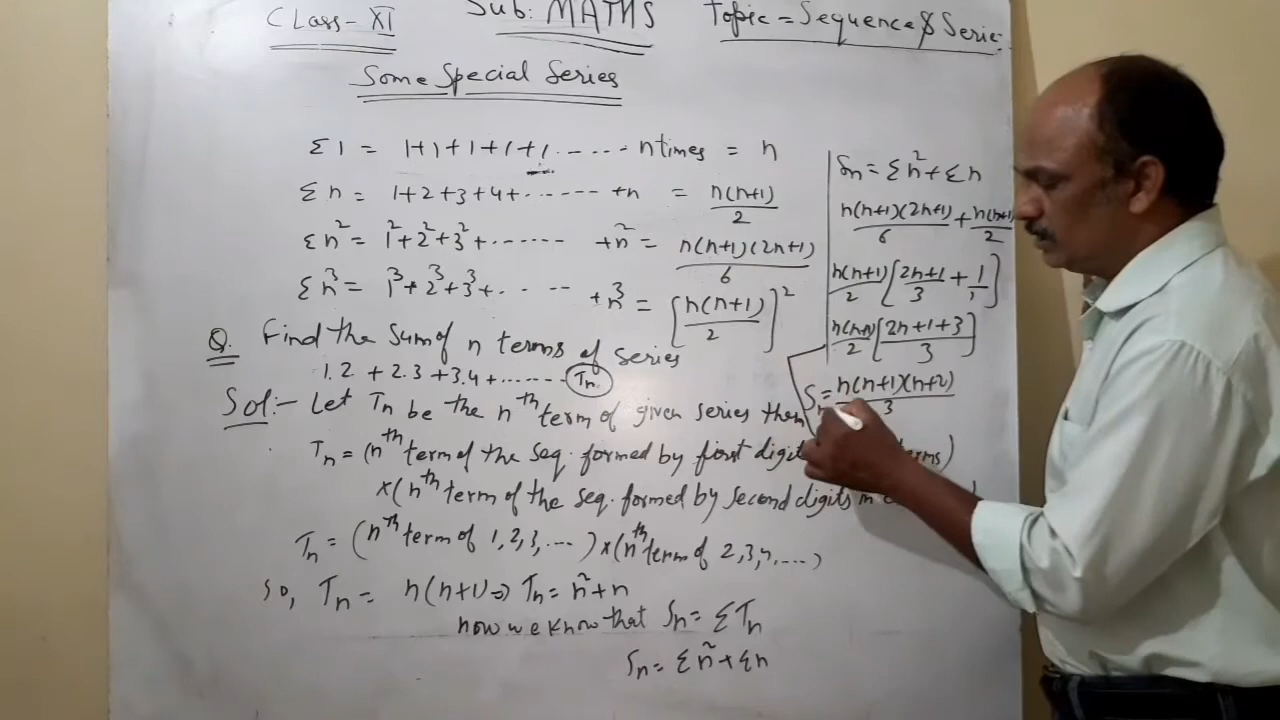 Class-XI Sub: MATHS Topic = Sequence & Serie
Some Special Series
Σ1 = 1+1+1+1+1...... n times = n
Σn = 1+2+3+4+...... +n = n(n+1)/2
Σn² = 1²+2²+3²+...... +n² = n(n+1)(2n+1)/6
Σn³ = 1³+2³+3³+...... +n³ = [n(n+1)/2]²
Q. Find the sum of n terms of series
1.2 + 2.3 + 3.4 + ....... Tn.
Sol:- Let Tn be the nth term of given series then
Tn = (nth term of the seq. formed by first digit terms)
×(nth term of the seq. formed by second digits in
Tn = (nth term of 1,2,3,...)×(nth term of 2,3,4,....)
so, Tn = n(n+1) ⇒ Tn = n²+n
now we know that Sn = ΣTn
Sn = Σn²+Σn
Sn = Σn²+Σn
n(n+1)(2n+1)/6 + n(n+1)/2
n(n+1)/2 [2n+1/3 + 1/1]
n(n+1)/2 [2n+1+3/3]
Sn = n(n+1)(n+2)/3